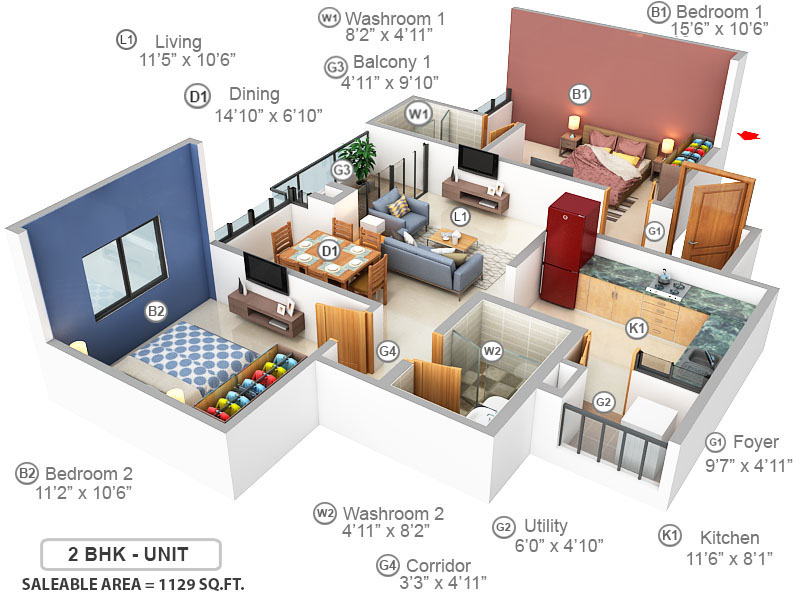 W1 Washroom 1
8'2” x 4'11”
B1 Bedroom 1
15'6” x 10'6”
L1 Living
11'5” x 10'6”
G3 Balcony 1
4'11” x 9'10”
D1 Dining
14'10” x 6'10”
B1
W1
G3
L1
G1
D1
B2
K1
G4
W2
G2
G1 Foyer
9'7” x 4'11”
B2 Bedroom 2
11'2” x 10'6”
W2 Washroom 2
4'11” x 8'2”
G2 Utility
6'0” x 4'10”
K1 Kitchen
11'6” x 8'1”
G4 Corridor
3'3” x 4'11”
2 BHK - UNIT
SALEABLE AREA = 1129 SQ.FT.